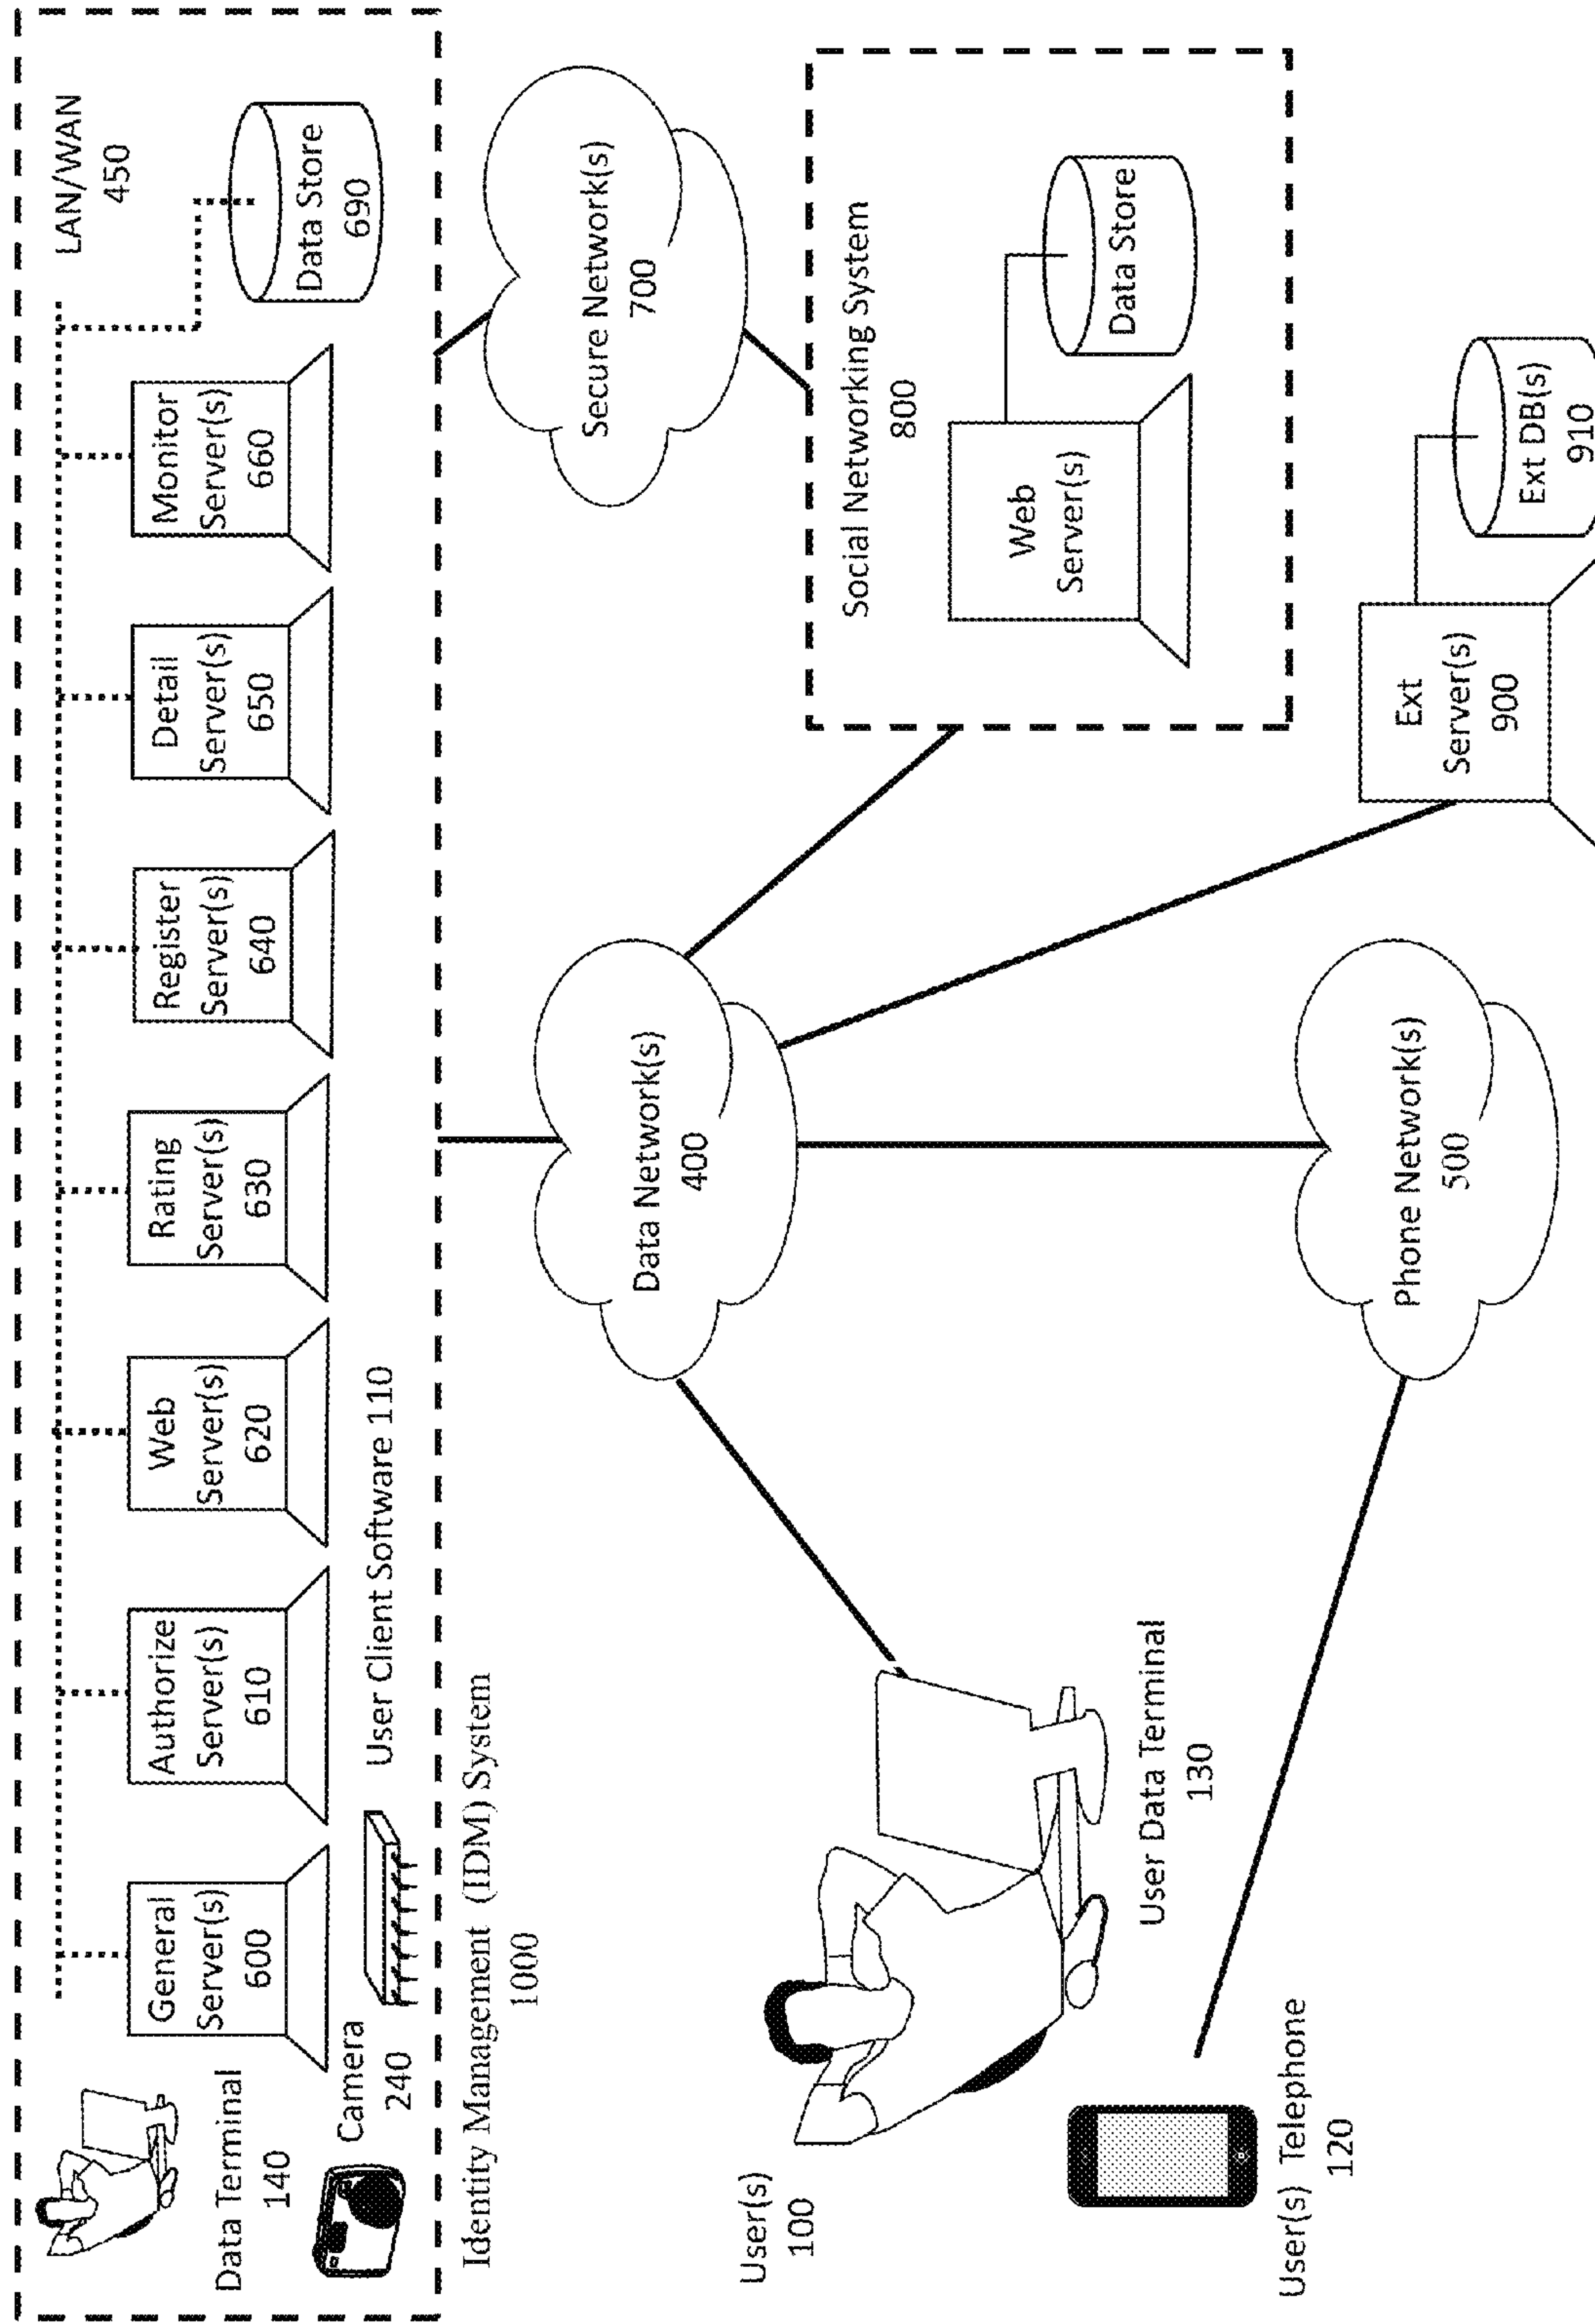 LAN/WAN
450
General
Server(s)
600
Authorize
Server(s)
610
Web
Server(s)
620
Rating
Server(s)
630
Register
Server(s)
640
Detail
Server(s)
650
Monitor
Server(s)
660
Data Store
690
Data Terminal
140
Camera
240
User Client Software 110
Identity Management (IDM) System
1000
Secure Network(s)
700
Data Network(s)
400
Social Networking System
800
Web
Server(s)
Data Store
User(s)
100
User Data Terminal
130
User(s) Telephone
120
Phone Network(s)
500
Ext
Server(s)
900
Ext DB(s)
910